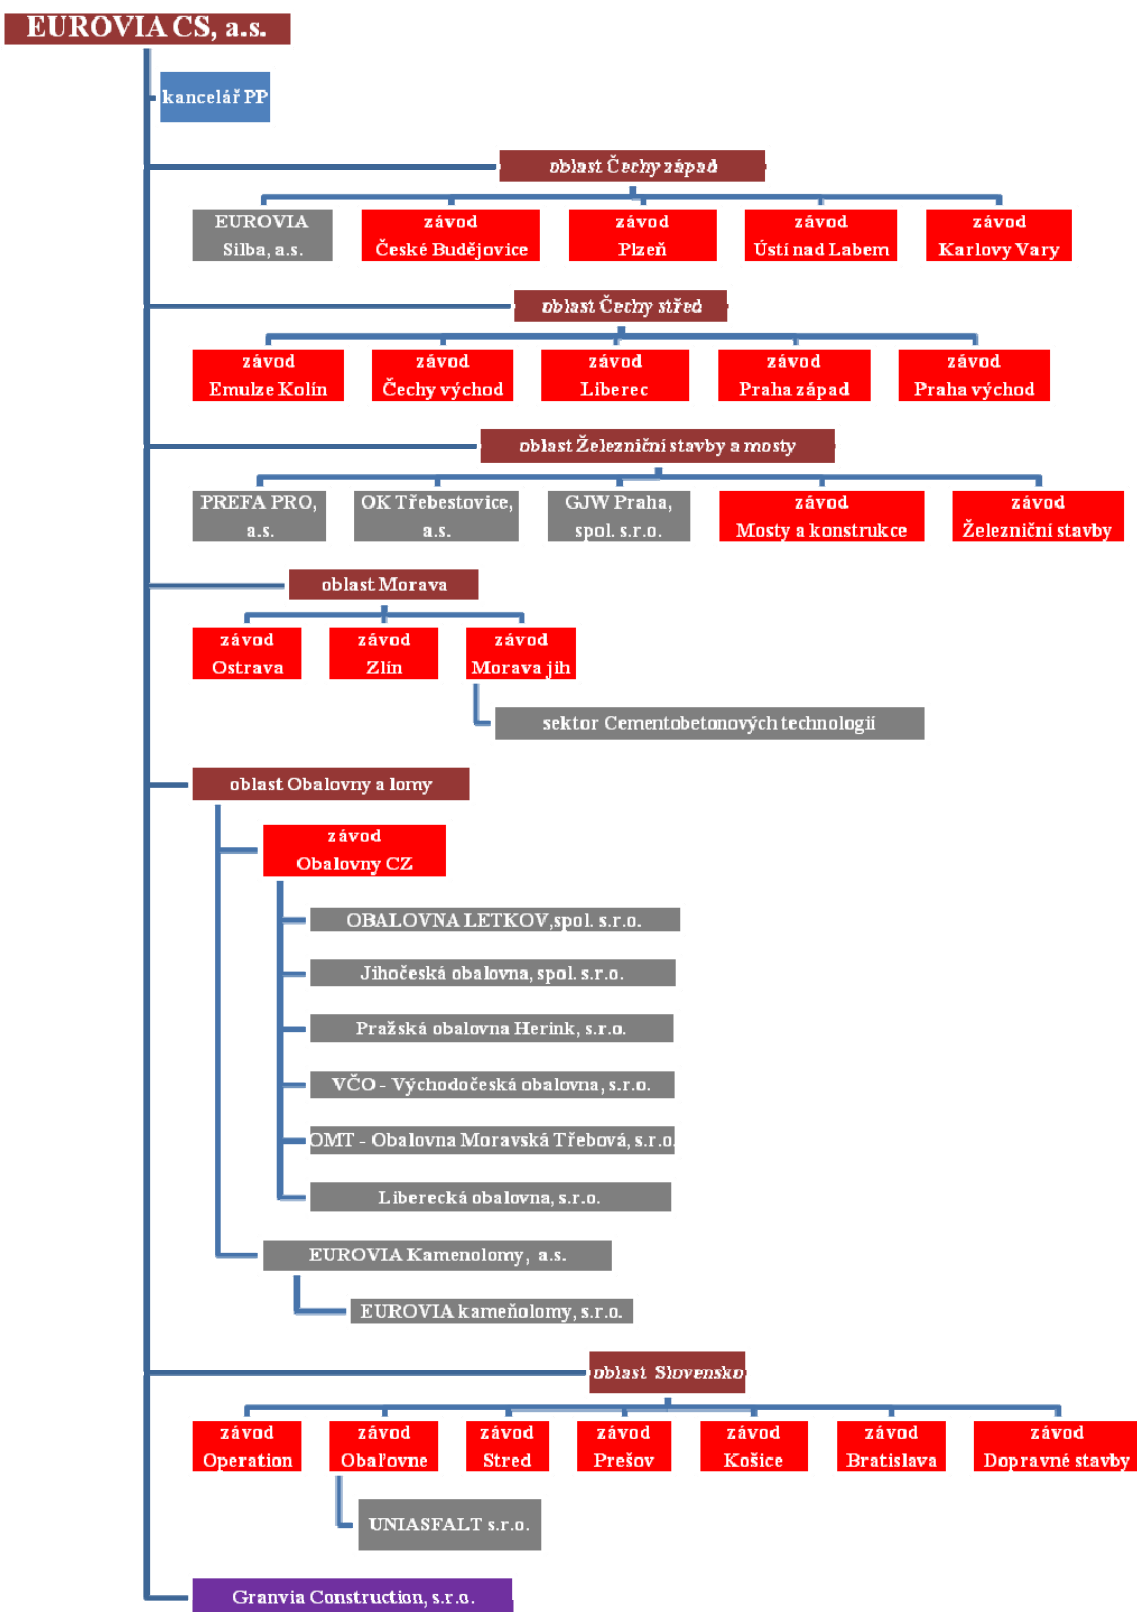 EUROVIA CS, a.s.
kancelář PP
oblast Čechy západ
EUROVIA
Silba, a.s.
závod
České Budějovice
závod
Plzeň
závod
Ústí nad Labem
závod
Karlovy Vary
oblast Čechy střed
závod
Emulze Kolín
závod
Čechy východ
závod
Liberec
závod
Praha západ
závod
Praha východ
oblast Železniční stavby a mosty
PREFA PRO,
a.s.
OK Třebestovice,
a.s.
GJW Praha,
spol. s.r.o.
závod
Mosty a konstrukce
závod
Železniční stavby
oblast Morava
závod
Ostrava
závod
Zlín
závod
Morava jih
sektor Cementobetonových technologií
oblast Obalovny a lomy
závod
Obalovny CZ
OBALOVNA LETKOV,spol. s.r.o.
Jihočeská obalovna, spol. s.r.o.
Pražská obalovna Herink, s.r.o.
VČO - Východočeská obalovna, s.r.o.
OMT - Obalovna Moravská Třebová, s.r.o.
Liberecká obalovna, s.r.o.
EUROVIA Kamenolomy, a.s.
EUROVIA kameňolomy, s.r.o.
oblast Slovensko
závod
Operation
závod
Obaľovne
závod
Stred
závod
Prešov
závod
Košice
závod
Bratislava
závod
Dopravné stavby
UNIASFALT s.r.o.
Granvia Construction, s.r.o.